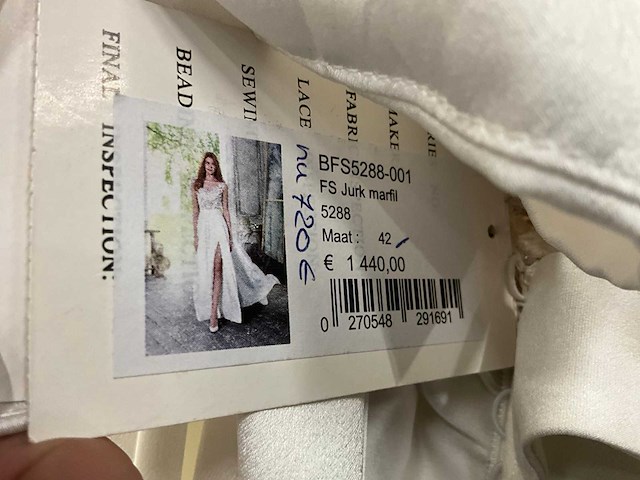 FINAL INSPECTION:
BEAD
SEWI
LACE
FABRI
MAKE
nu 720€
BFS5288-001
FS Jurk marfil
5288
Maat : 42
€ 1 440,00
0 270548 291691